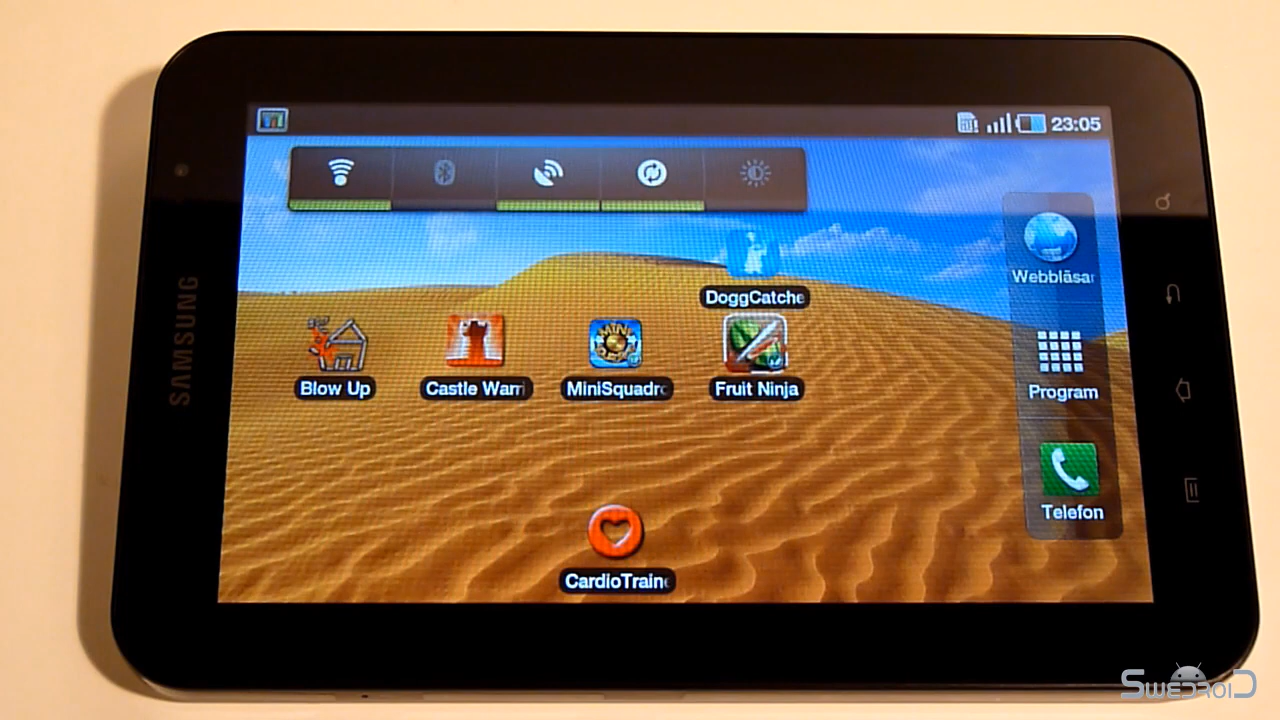 23:05
Webbläsar
DoggCatche
Blow Up
Castle Warri
MiniSquadro
Fruit Ninja
Program
Telefon
CardioTraine
SAMSUNG
SWEDROID